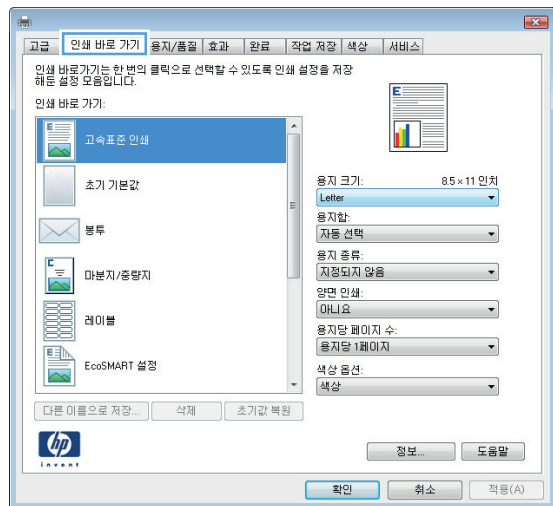 고급 인쇄 바로 가기 용지/품질 효과 완료 작업 저장 색상 서비스
인쇄 바로가기는 한 번의 클릭으로 선택할 수 있도록 인쇄 설정을 저장
해둔 설정 모음입니다.
인쇄 바로 가기:
E
고속표준 인쇄
초기 기본값
봉투
C
마분지/중량지
레이블
E
EcoSMART 설정
다른 이름으로 저장... 삭제 초기값 복원
E
용지 크기: 8.5 × 11 인치
Letter
용지함:
자동 선택
용지 종류:
지정되지 않음
양면 인쇄:
아니요
용지당 페이지 수:
용지당 1페이지
색상 옵션:
색상
hp
invent
정보... 도움말
확인 취소 적용(A)